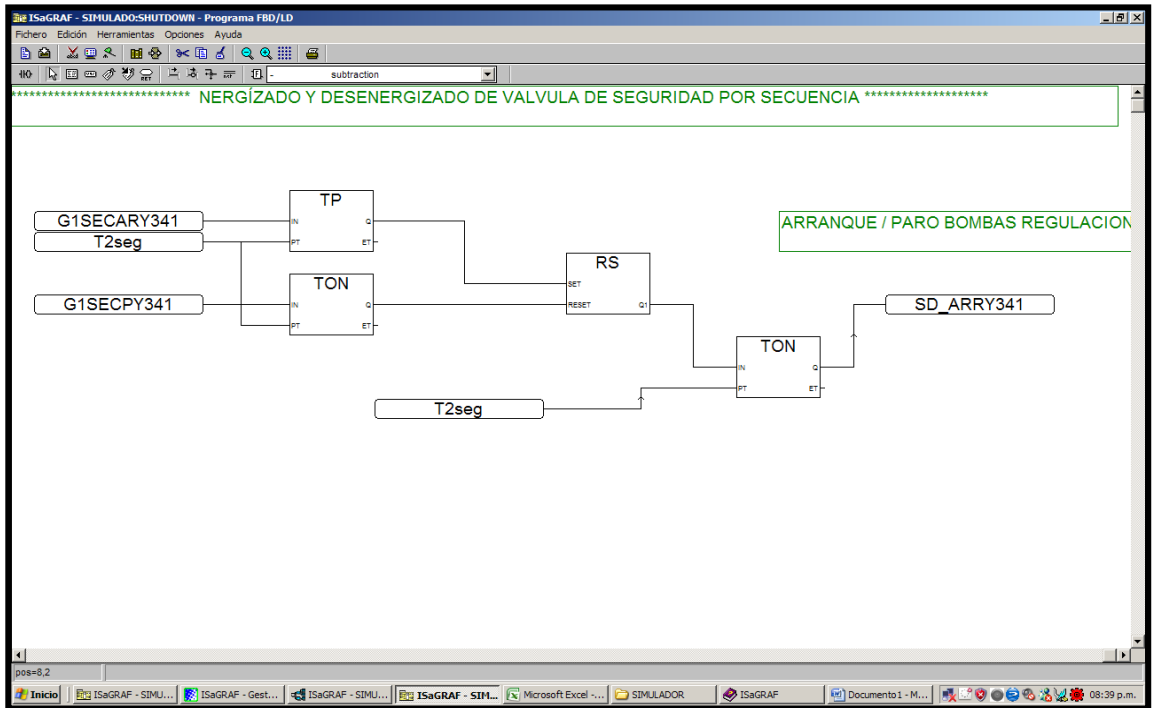 ISaGRAF - SIMULADO:SHUTDOWN - Programa FBD/LD
Fichero Edición Herramientas Opciones Ayuda
- subtraction
**************************** NERGÍZADO Y DESENERGIZADO DE VALVULA DE SEGURIDAD POR SECUENCIA ********************
TP
G1SECARY341
IN Q
ARRANQUE / PARO BOMBAS REGULACION
T2seg
PT ET
RS
TON
SET
G1SECPY341
IN Q
RESET Q1
SD_ARRY341
PT ET
TON
IN Q
PT ET
T2seg
pos=8,2
Inicio
ISaGRAF - SIMU...
ISaGRAF - Gest...
ISaGRAF - SIMU...
ISaGRAF - SIM...
Microsoft Excel -...
SIMULADOR
ISaGRAF
Documento1 - M...
08:39 p.m.